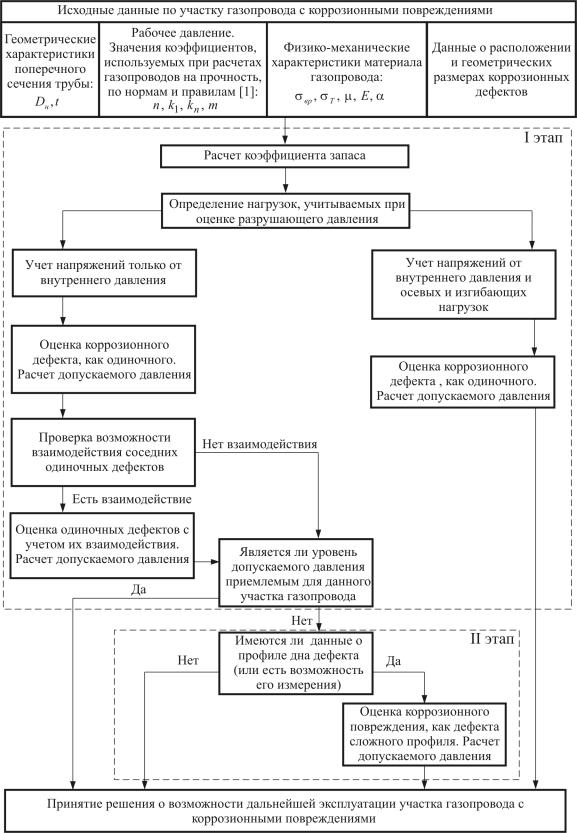 Исходные данные по участку газопровода с коррозионными повреждениями
Геометрические
характеристики
поперечного
сечения трубы:
Dн, t
Рабочее давление.
Значения коэффициентов,
используемых при расчетах
газопроводов на прочность,
по нормам и правилам [1]:
n, k1, kn, m
Физико-механические
характеристики материала
газопровода:
σвр, σT, μ, E, α
Данные о расположении
и геометрических
размерах коррозионных
дефектов
I этап
Расчет коэффициента запаса
Определение нагрузок, учитываемых при
оценке разрушающего давления
Учет напряжений только от
внутреннего давления
Учет напряжений от
внутреннего давления и
осевых и изгибающих
нагрузок
Оценка коррозионного
дефекта, как одиночного.
Расчет допускаемого давления
Оценка коррозионного
дефекта , как одиночного.
Расчет допускаемого давления
Проверка возможности
взаимодействия соседних
одиночных дефектов
Нет взаимодействия
Есть взаимодействие
Оценка одиночных дефектов с
учетом их взаимодействия.
Расчет допускаемого давления
Является ли уровень
допускаемого давления
приемлемым для данного
участка газопровода
Да
Нет
II этап
Имеются ли данные о
профиле дна дефекта
(или есть возможность
его измерения)
Нет
Да
Оценка коррозионного
повреждения, как дефекта
сложного профиля. Расчет
допускаемого давления
Принятие решения о возможности дальнейшей эксплуатации участка газопровода с
коррозионными повреждениями